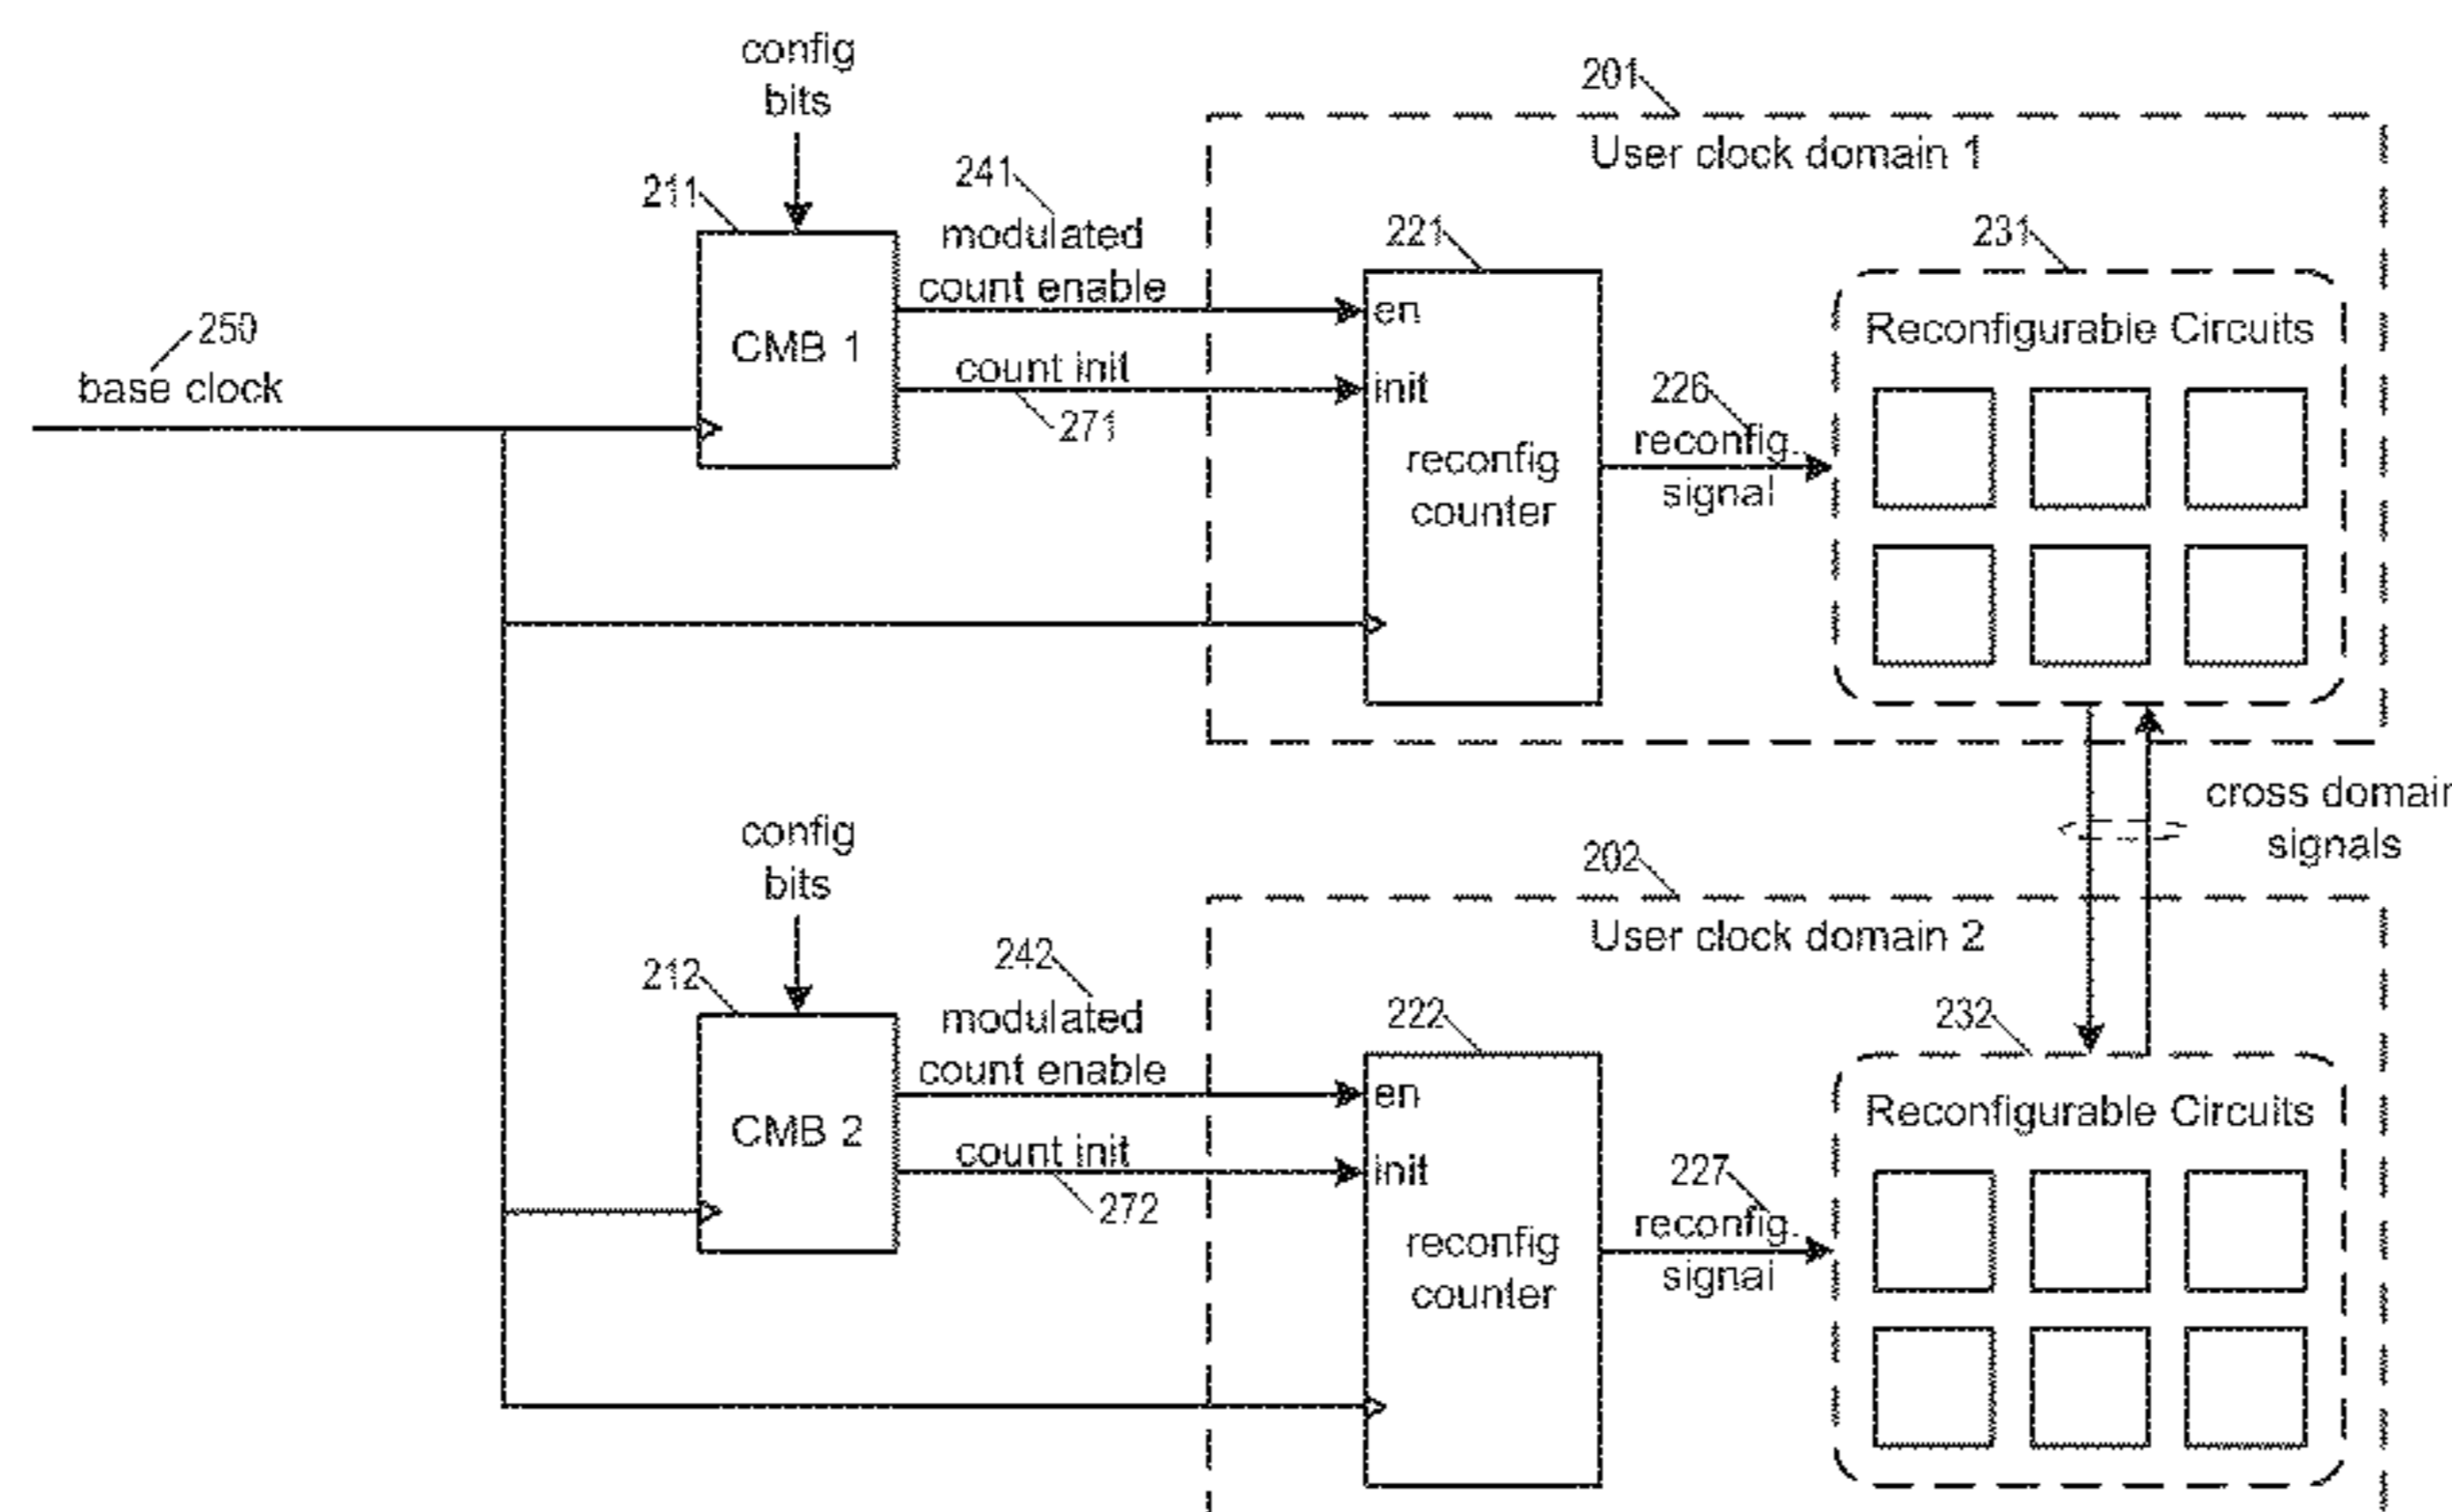 config
bits
201
User clock domain 1
241
211
modulated
count enable
221
231
en
Reconfigurable Circuits
250
base clock
CMB 1
count init
init
271
226
reconfig.
signal
reconfig
counter
cross domain
signals
config
bits
202
User clock domain 2
242
212
modulated
count enable
222
232
en
Reconfigurable Circuits
CMB 2
count init
init
272
227
reconfig.
signal
reconfig
counter